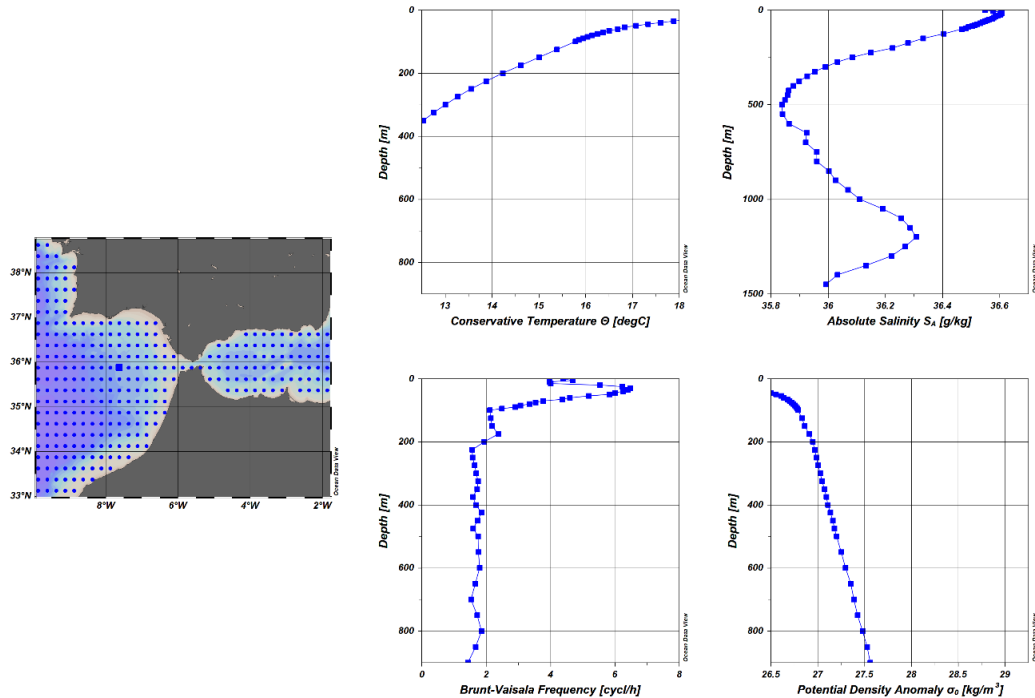 38°N
37°N
36°N
35°N
34°N
33°N
8°W
6°W
4°W
2°W
Ocean Data View
0
200
400
600
800
Depth [m]
13
14
15
16
17
18
Conservative Temperature Θ [degC]
Ocean Data View
0
500
1000
1500
Depth [m]
35.8
36
36.2
36.4
36.6
Absolute Salinity S_A [g/kg]
Ocean Data View
0
200
400
600
800
Depth [m]
0
2
4
6
8
Brunt-Vaisala Frequency [cycl/h]
Ocean Data View
0
200
400
600
800
Depth [m]
26.5
27
27.5
28
28.5
29
Potential Density Anomaly σ₀ [kg/m³]
Ocean Data View